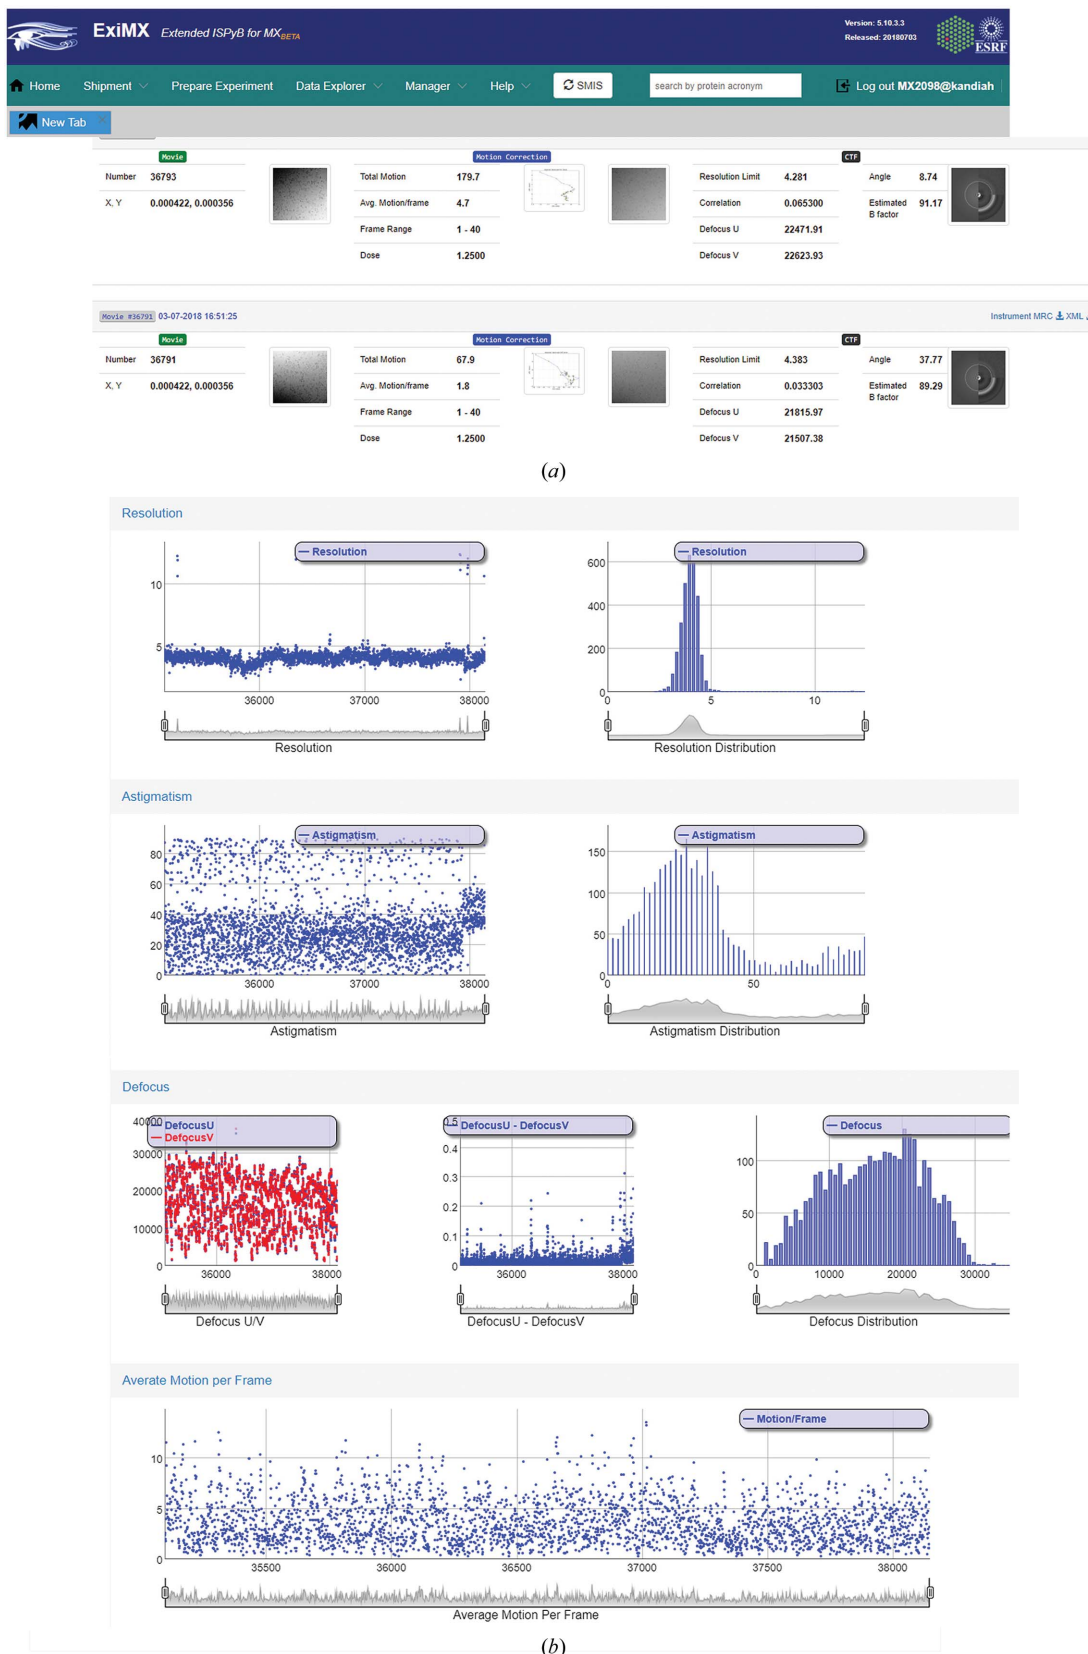 ExiMX Extended ISPyB for MX BETA
Version: 5.10.3.3
Released: 20180703
ESRF
Home Shipment Prepare Experiment Data Explorer Manager Help SMIS search by protein acronym Log out MX2098@kandiah
New Tab
Movie Motion Correction CTF
Number 36793 Total Motion 179.7 Resolution Limit 4.281 Angle 8.74
X, Y 0.000422, 0.000356 Avg. Motion/frame 4.7 Correlation 0.065300 Estimated B factor 91.17
Frame Range 1 - 40 Defocus U 22471.91
Dose 1.2500 Defocus V 22623.93
Movie #36791 03-07-2018 16:51:25 Instrument MRC XML
Movie Motion Correction CTF
Number 36791 Total Motion 67.9 Resolution Limit 4.383 Angle 37.77
X, Y 0.000422, 0.000356 Avg. Motion/frame 1.8 Correlation 0.033303 Estimated B factor 89.29
Frame Range 1 - 40 Defocus U 21815.97
Dose 1.2500 Defocus V 21507.38
(a)
Resolution
Resolution Resolution
10 5 600 400 200 0
36000 37000 38000 0 5 10
Resolution Resolution Distribution
Astigmatism
Astigmatism Astigmatism
80 60 40 20 0 150 100 50 0
36000 37000 38000 0 50
Astigmatism Astigmatism Distribution
Defocus
DefocusU DefocusU - DefocusV Defocus
DefocusV
40000 30000 20000 10000 0 0.5 0.4 0.3 0.2 0.1 0 100 50 0
36000 38000 36000 38000 0 10000 20000 30000
Defocus U/V DefocusU - DefocusV Defocus Distribution
Averate Motion per Frame
Motion/Frame
10
5
0
35500 36000 36500 37000 37500 38000
Average Motion Per Frame
(b)